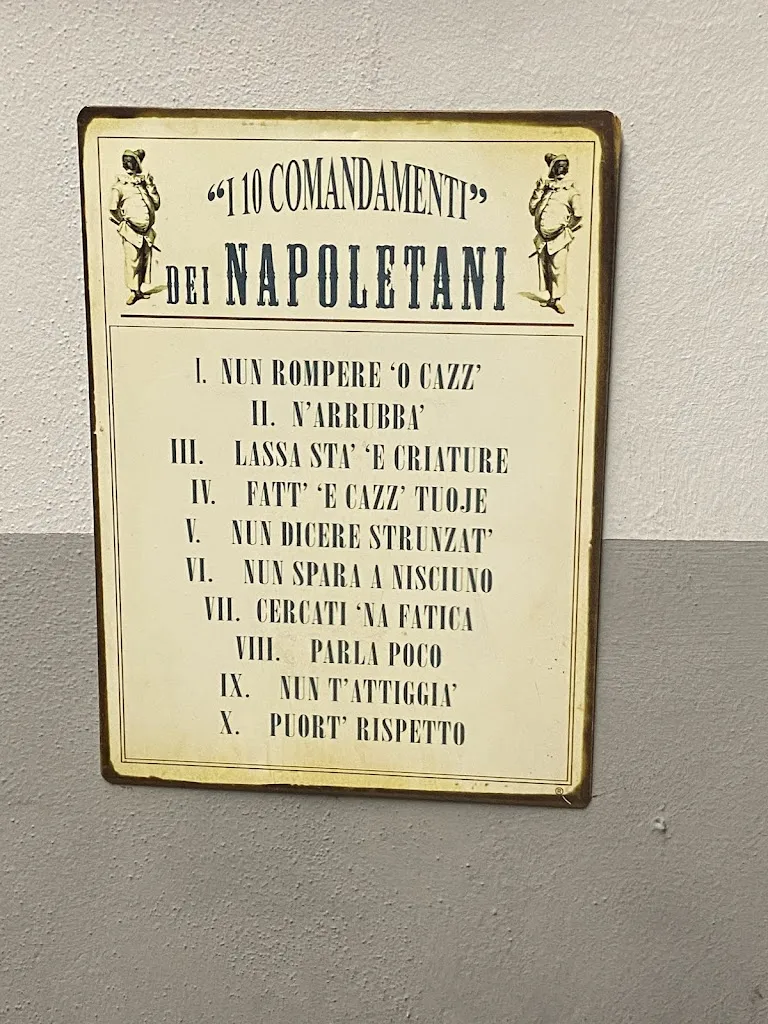 “I 10 COMANDAMENTI”
DEI NAPOLETANI
I. NUN ROMPERE ‘O CAZZ’
II. N’ARRUBBA’
III. LASSA STA’ ‘E CRIATURE
IV. FATT’ ‘E CAZZ’ TUOJE
V. NUN DICERE STRUNZAT’
VI. NUN SPARA A NISCIUNO
VII. CERCATI ‘NA FATICA
VIII. PARLA POCO
IX. NUN T’ATTIGGIA’
X. PUORT’ RISPETTO
®